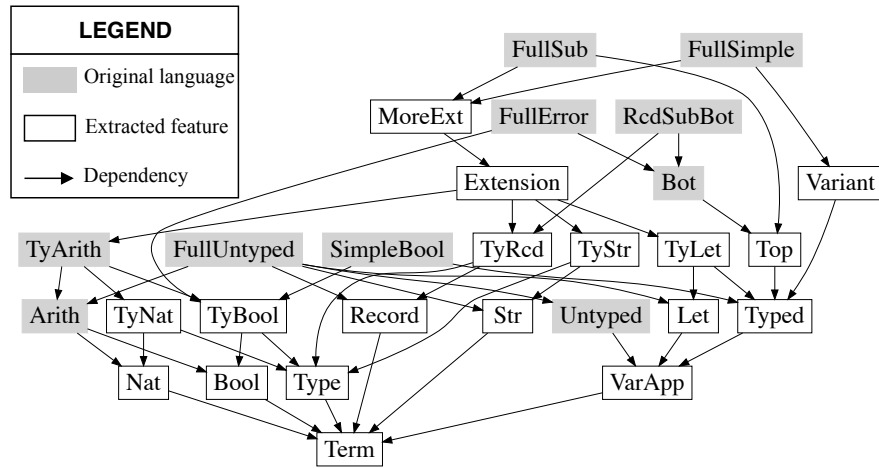 LEGEND
Original language
Extracted feature
Dependency
FullSub FullSimple
MoreExt FullError RcdSubBot
Extension Bot Variant
TyArith FullUntyped SimpleBool TyRcd TyStr TyLet Top
Arith TyNat TyBool Record Str Untyped Let Typed
Nat Bool Type VarApp
Term